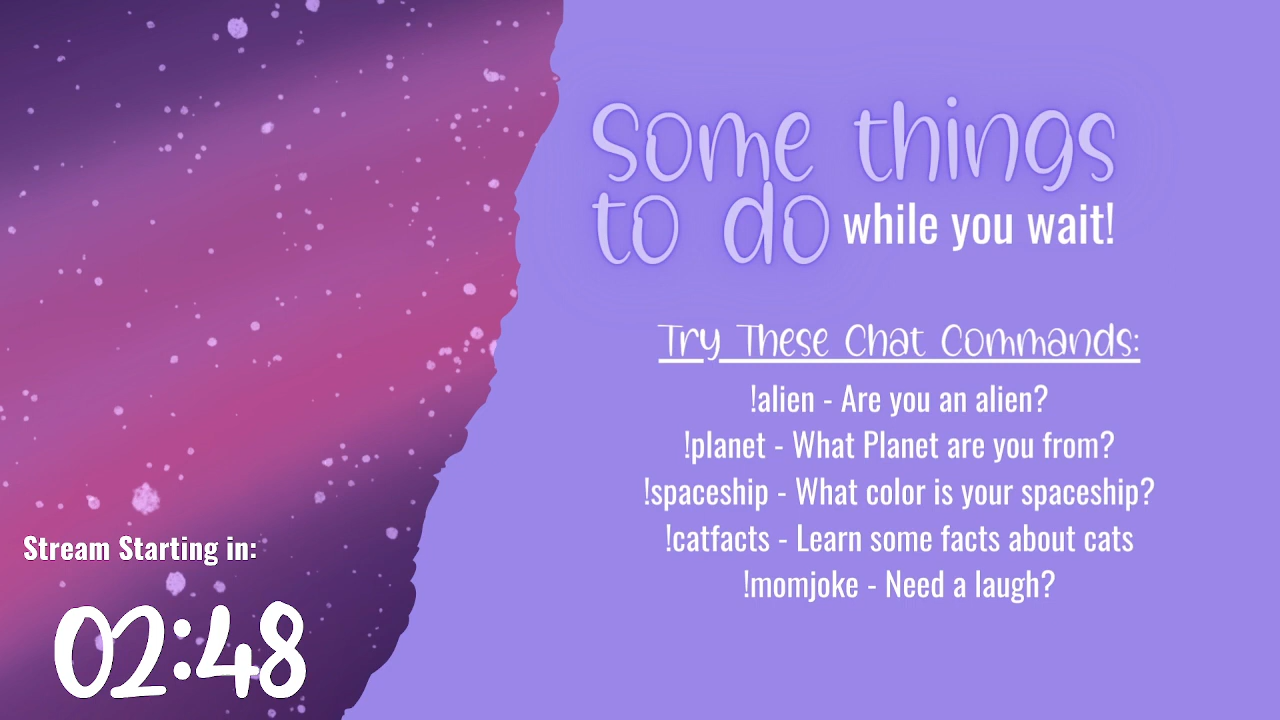 Some things
to do while you wait!
Try These Chat Commands:
!alien - Are you an alien?
!planet - What Planet are you from?
!spaceship - What color is your spaceship?
!catfacts - Learn some facts about cats
!momjoke - Need a laugh?
Stream Starting in:
02:48